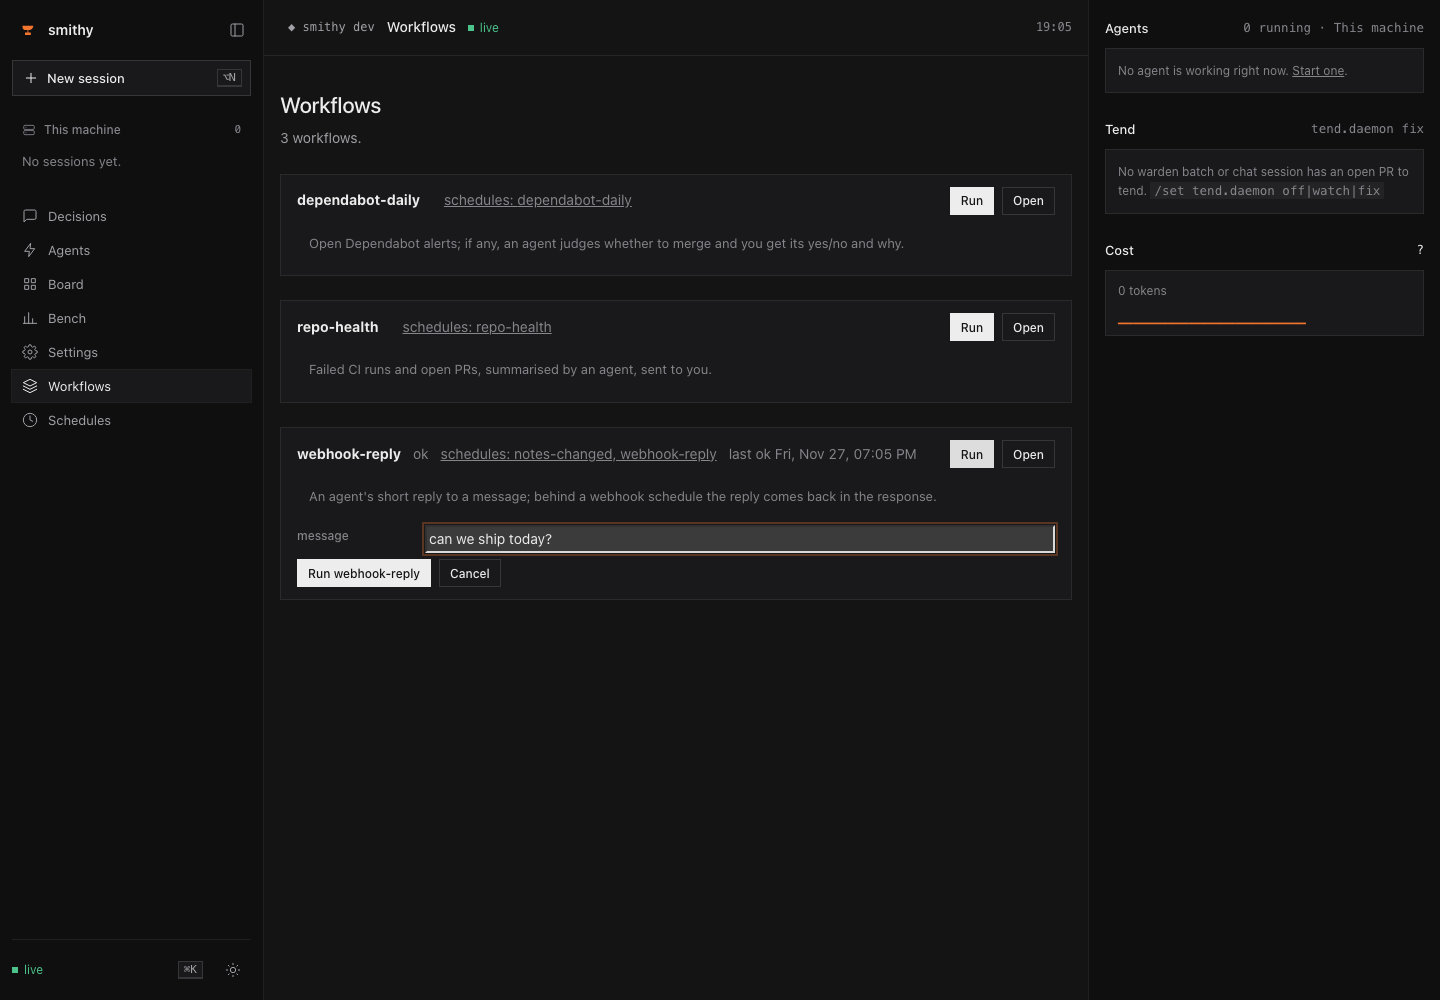 smithy
New session ⌥N
This machine 0
No sessions yet.
Decisions
Agents
Board
Bench
Settings
Workflows
Schedules
live ⌘K
◆ smithy dev Workflows live 19:05
Workflows
3 workflows.
dependabot-daily schedules: dependabot-daily Run Open
Open Dependabot alerts; if any, an agent judges whether to merge and you get its yes/no and why.
repo-health schedules: repo-health Run Open
Failed CI runs and open PRs, summarised by an agent, sent to you.
webhook-reply ok schedules: notes-changed, webhook-reply last ok Fri, Nov 27, 07:05 PM Run Open
An agent's short reply to a message; behind a webhook schedule the reply comes back in the response.
message can we ship today?
Run webhook-reply Cancel
Agents 0 running · This machine
No agent is working right now. Start one.
Tend tend.daemon fix
No warden batch or chat session has an open PR to
tend. /set tend.daemon off|watch|fix
Cost ?
0 tokens